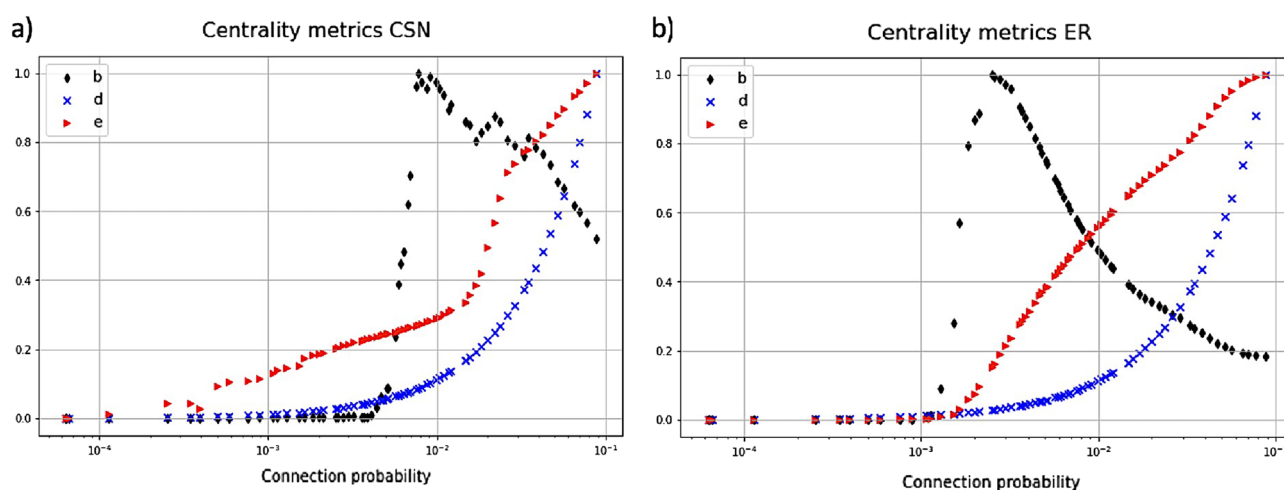 a)
Centrality metrics CSN
1.0
0.8
0.6
0.4
0.2
0.0
b
d
e
10⁻⁴
10⁻³
10⁻²
10⁻¹
Connection probability
b)
Centrality metrics ER
1.0
0.8
0.6
0.4
0.2
0.0
b
d
e
10⁻⁴
10⁻³
10⁻²
Connection probability